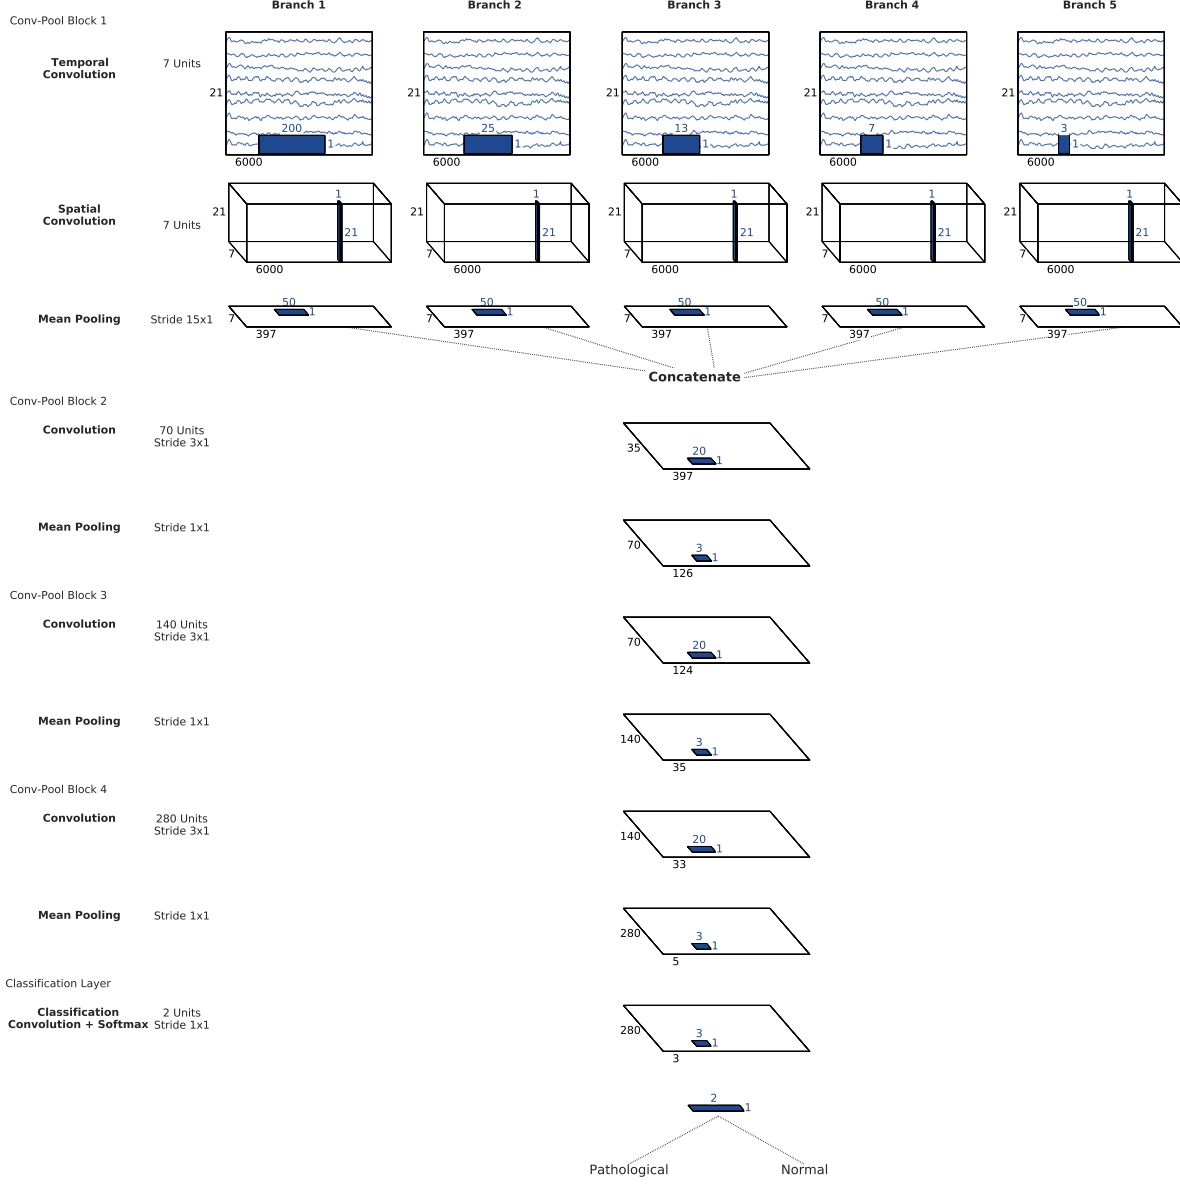 Branch 1 Branch 2 Branch 3 Branch 4 Branch 5
Conv-Pool Block 1
Temporal
Convolution
7 Units
21 21 21 21 21
200 25 13 7 3
1 1 1 1 1
6000 6000 6000 6000 6000
Spatial
Convolution
7 Units
1 1 1 1 1
21 21 21 21 21
21 21 21 21 21
7 7 7 7 7
6000 6000 6000 6000 6000
Mean Pooling
Stride 15x1
50 50 50 50 50
1 1 1 1 1
7 7 7 7 7
397 397 397 397 397
Concatenate
Conv-Pool Block 2
Convolution
70 Units
Stride 3x1
35
20
1
397
Mean Pooling
Stride 1x1
70
3
1
126
Conv-Pool Block 3
Convolution
140 Units
Stride 3x1
70
20
1
124
Mean Pooling
Stride 1x1
140
3
1
35
Conv-Pool Block 4
Convolution
280 Units
Stride 3x1
140
20
1
33
Mean Pooling
Stride 1x1
280
3
1
5
Classification Layer
Classification
Convolution + Softmax
2 Units
Stride 1x1
280
3
1
3
2
1
Pathological Normal